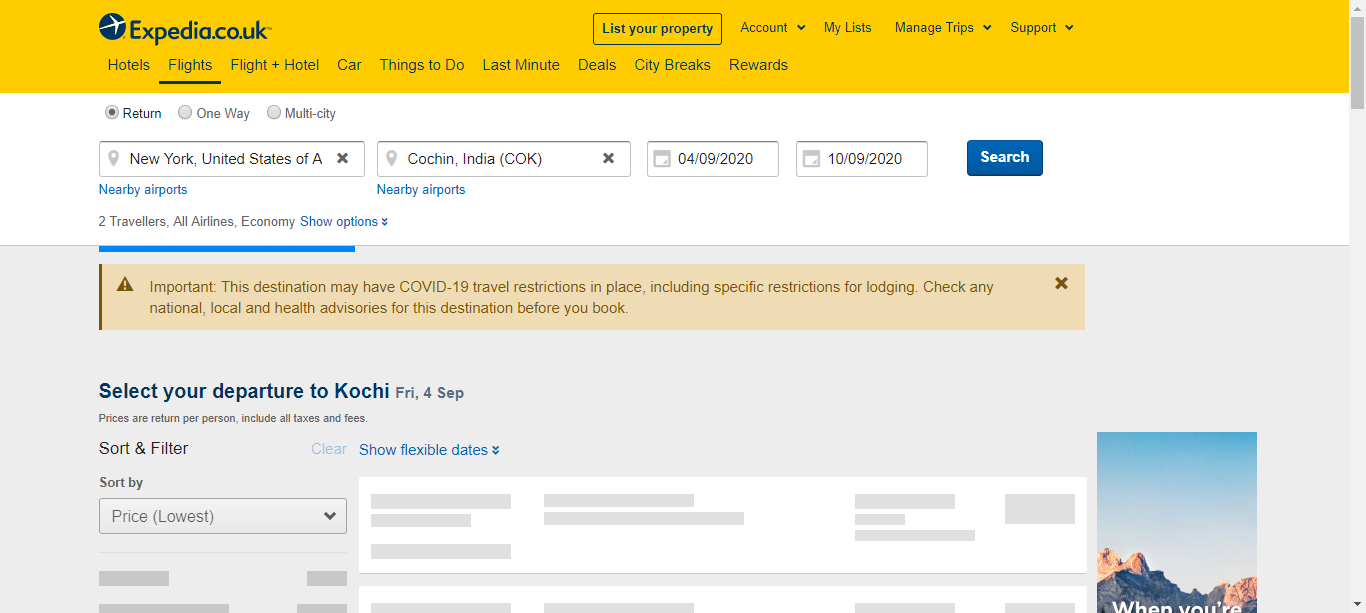 Expedia.co.uk
List your property
Account
My Lists
Manage Trips
Support
Hotels
Flights
Flight + Hotel
Car
Things to Do
Last Minute
Deals
City Breaks
Rewards
Return
One Way
Multi-city
New York, United States of A
Cochin, India (COK)
04/09/2020
10/09/2020
Search
Nearby airports
Nearby airports
2 Travellers, All Airlines, Economy Show options
Important: This destination may have COVID-19 travel restrictions in place, including specific restrictions for lodging. Check any
national, local and health advisories for this destination before you book.
Select your departure to Kochi Fri, 4 Sep
Prices are return per person, include all taxes and fees.
Sort & Filter
Clear
Show flexible dates
Sort by
Price (Lowest)
When you're